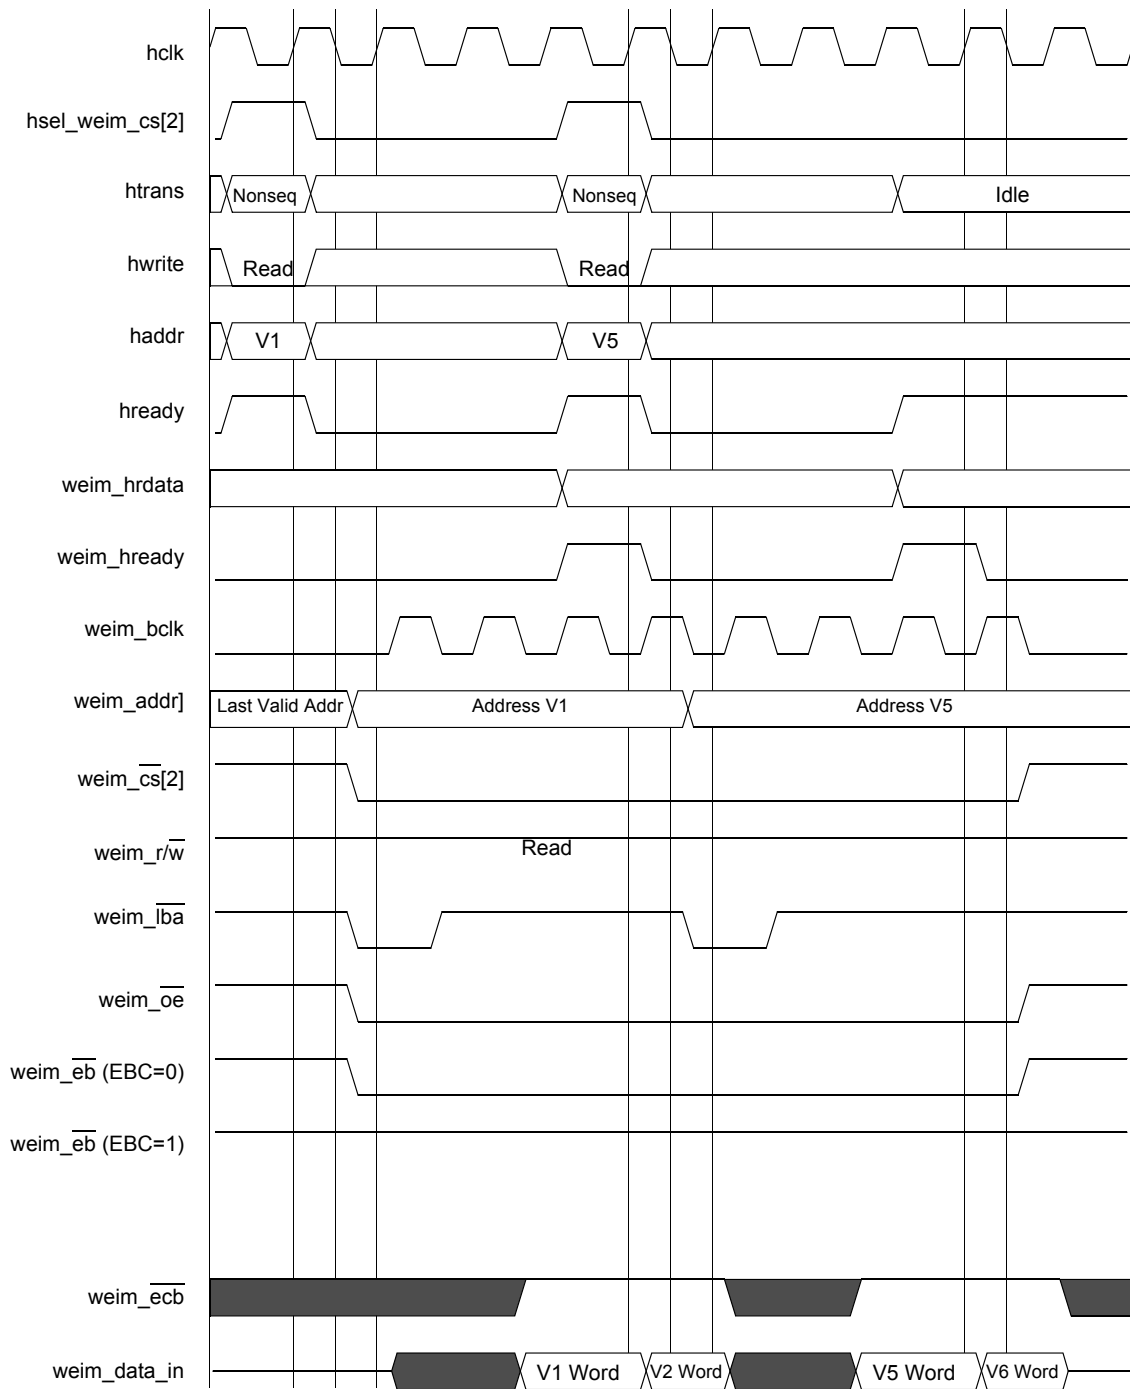 hclk
hsel_weim_cs[2]
htrans Nonseq Nonseq Idle
hwrite Read Read
haddr V1 V5
hready
weim_hrdata
weim_hready
weim_bclk
weim_addr] Last Valid Addr Address V1 Address V5
weim_cs[2]
weim_r/w Read
weim_lba
weim_oe
weim_eb (EBC=0)
weim_eb (EBC=1)
weim_ecb
weim_data_in V1 Word V2 Word V5 Word V6 Word